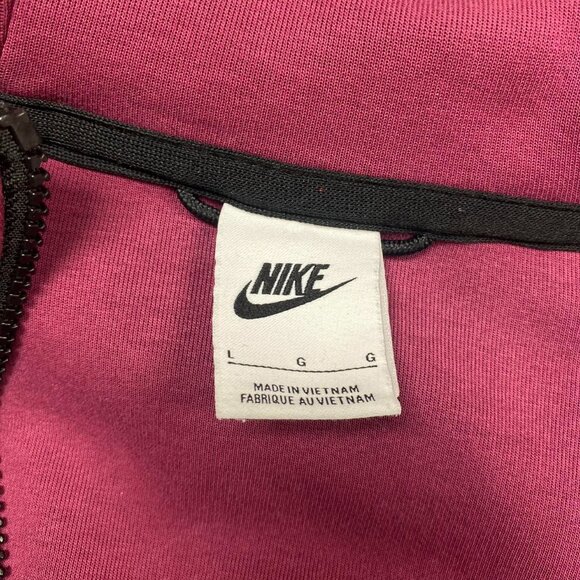 NIKE
L G G
MADE IN VIETNAM
FABRIQUE AU VIETNAM